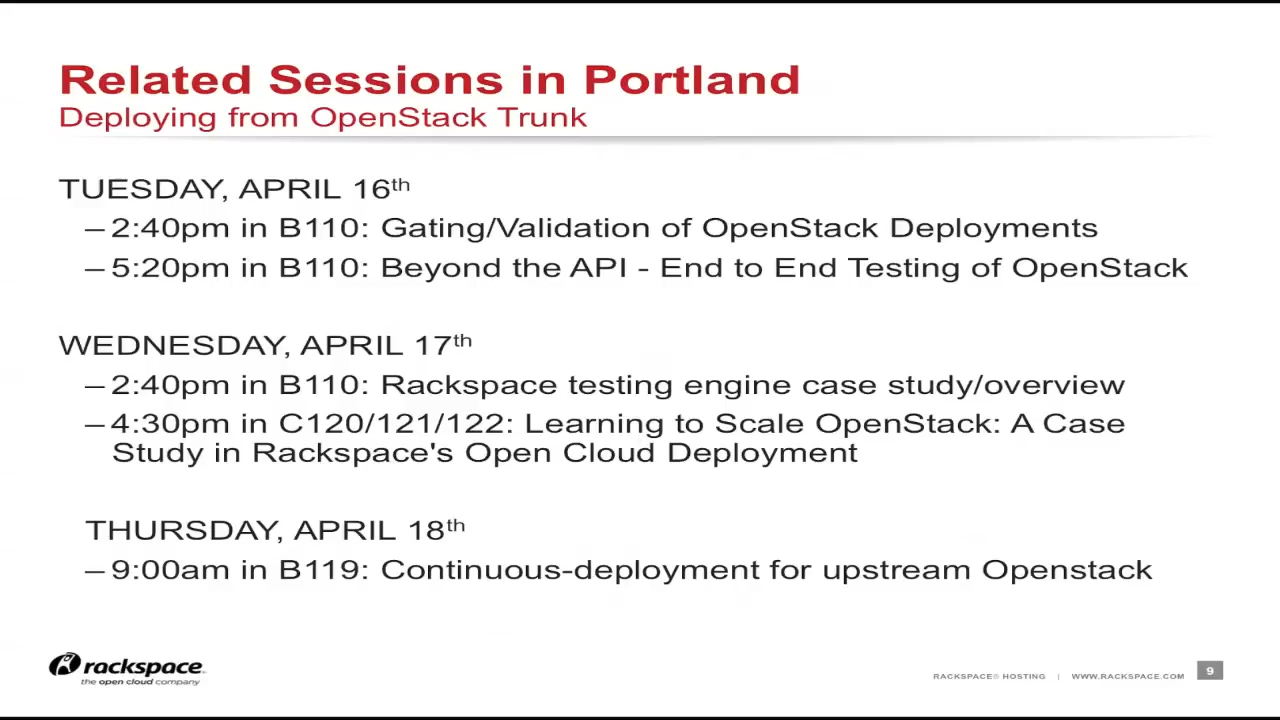 Related Sessions in Portland
Deploying from OpenStack Trunk
TUESDAY, APRIL 16th
– 2:40pm in B110: Gating/Validation of OpenStack Deployments
– 5:20pm in B110: Beyond the API - End to End Testing of OpenStack
WEDNESDAY, APRIL 17th
– 2:40pm in B110: Rackspace testing engine case study/overview
– 4:30pm in C120/121/122: Learning to Scale OpenStack: A Case
Study in Rackspace's Open Cloud Deployment
THURSDAY, APRIL 18th
– 9:00am in B119: Continuous-deployment for upstream Openstack
rackspace
the open cloud company
RACKSPACE® HOSTING | WWW.RACKSPACE.COM
9